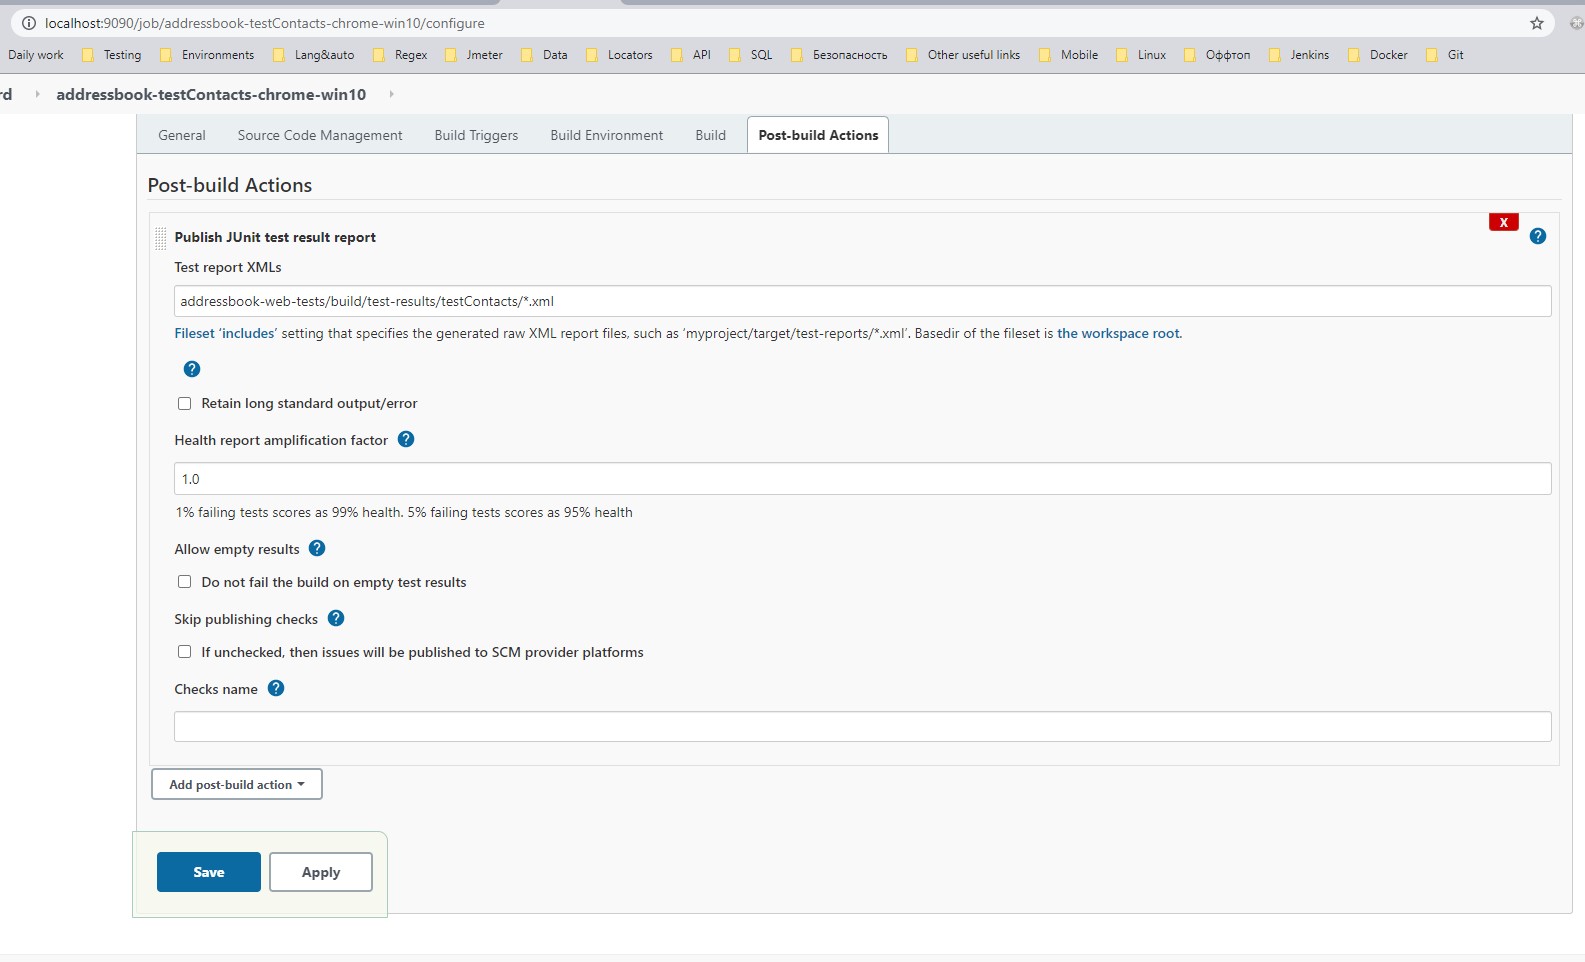 localhost:9090/job/addressbook-testContacts-chrome-win10/configure
Daily work Testing Environments Lang&auto Regex Jmeter Data Locators API SQL Безопасность Other useful links Mobile Linux Оффтоп Jenkins Docker Git
rd addressbook-testContacts-chrome-win10
General Source Code Management Build Triggers Build Environment Build Post-build Actions
Post-build Actions
X
Publish JUnit test result report ?
Test report XMLs
addressbook-web-tests/build/test-results/testContacts/*.xml
Fileset ‘includes’ setting that specifies the generated raw XML report files, such as ‘myproject/target/test-reports/*.xml’. Basedir of the fileset is the workspace root.
?
Retain long standard output/error
Health report amplification factor ?
1.0
1% failing tests scores as 99% health. 5% failing tests scores as 95% health
Allow empty results ?
Do not fail the build on empty test results
Skip publishing checks ?
If unchecked, then issues will be published to SCM provider platforms
Checks name ?
Add post-build action
Save Apply